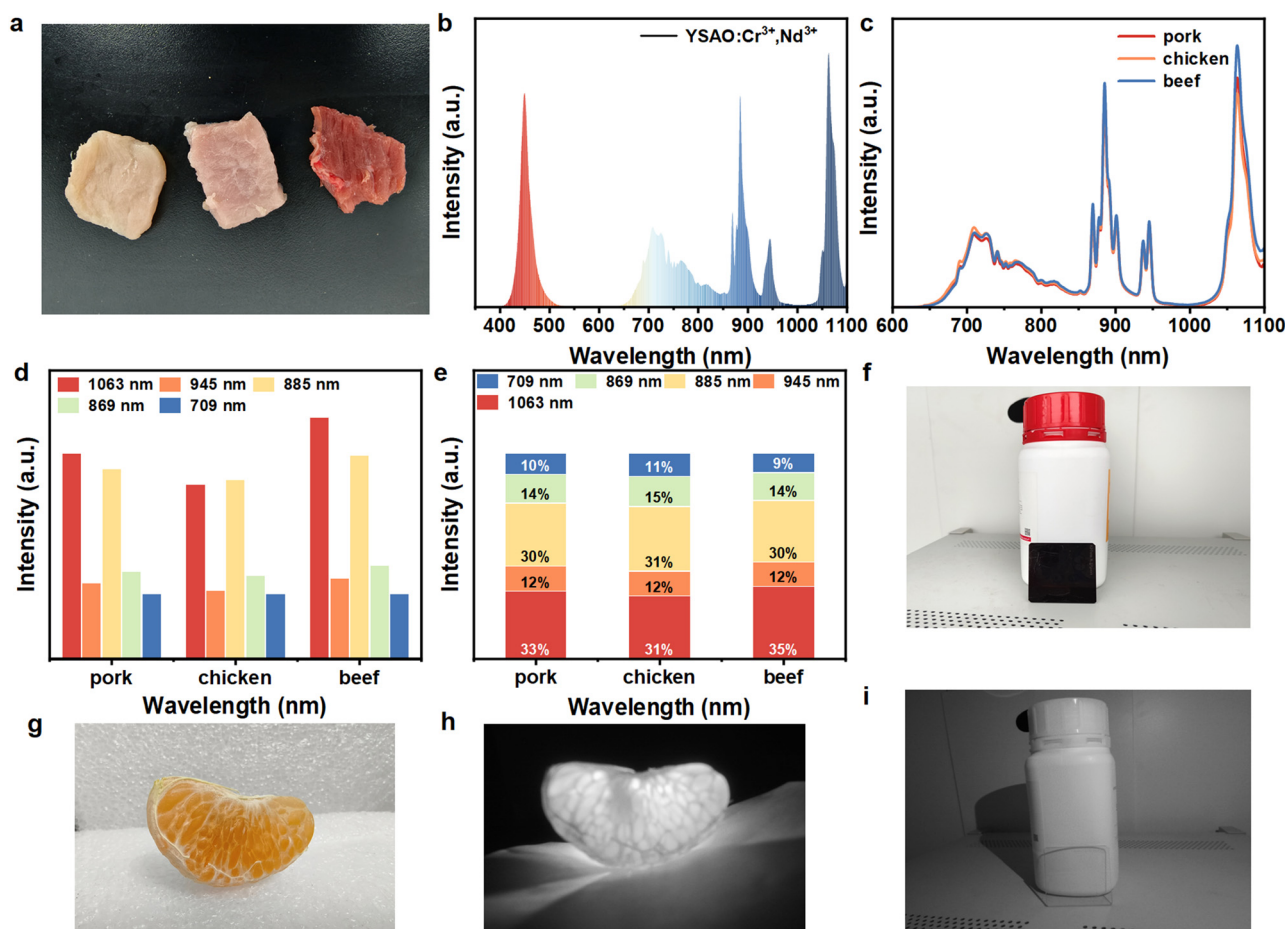 a
b
YSAO:Cr³⁺,Nd³⁺
Intensity (a.u.)
350 400 500 600 700 800 900 1000 1100
Wavelength (nm)
c
pork
chicken
beef
Intensity (a.u.)
600 700 800 900 1000 1100
Wavelength (nm)
d
1063 nm 945 nm 885 nm
869 nm 709 nm
Intensity (a.u.)
pork chicken beef
Wavelength (nm)
e
709 nm 869 nm 885 nm 945 nm
1063 nm
Intensity (a.u.)
10% 11% 9%
14% 15% 14%
30% 31% 30%
12% 12% 12%
33% 31% 35%
pork chicken beef
Wavelength (nm)
f
g
h
i